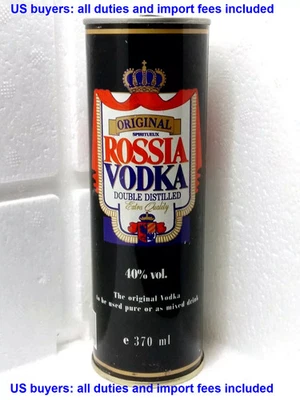 US buyers: all duties and import fees included
ORIGINAL
SPIRITUEUX
ROSSIA
VODKA
DOUBLE DISTILLED
Extra Quality
40% vol.
The original Vodka
to be used pure or as mixed drink
e 370 ml
US buyers: all duties and import fees included